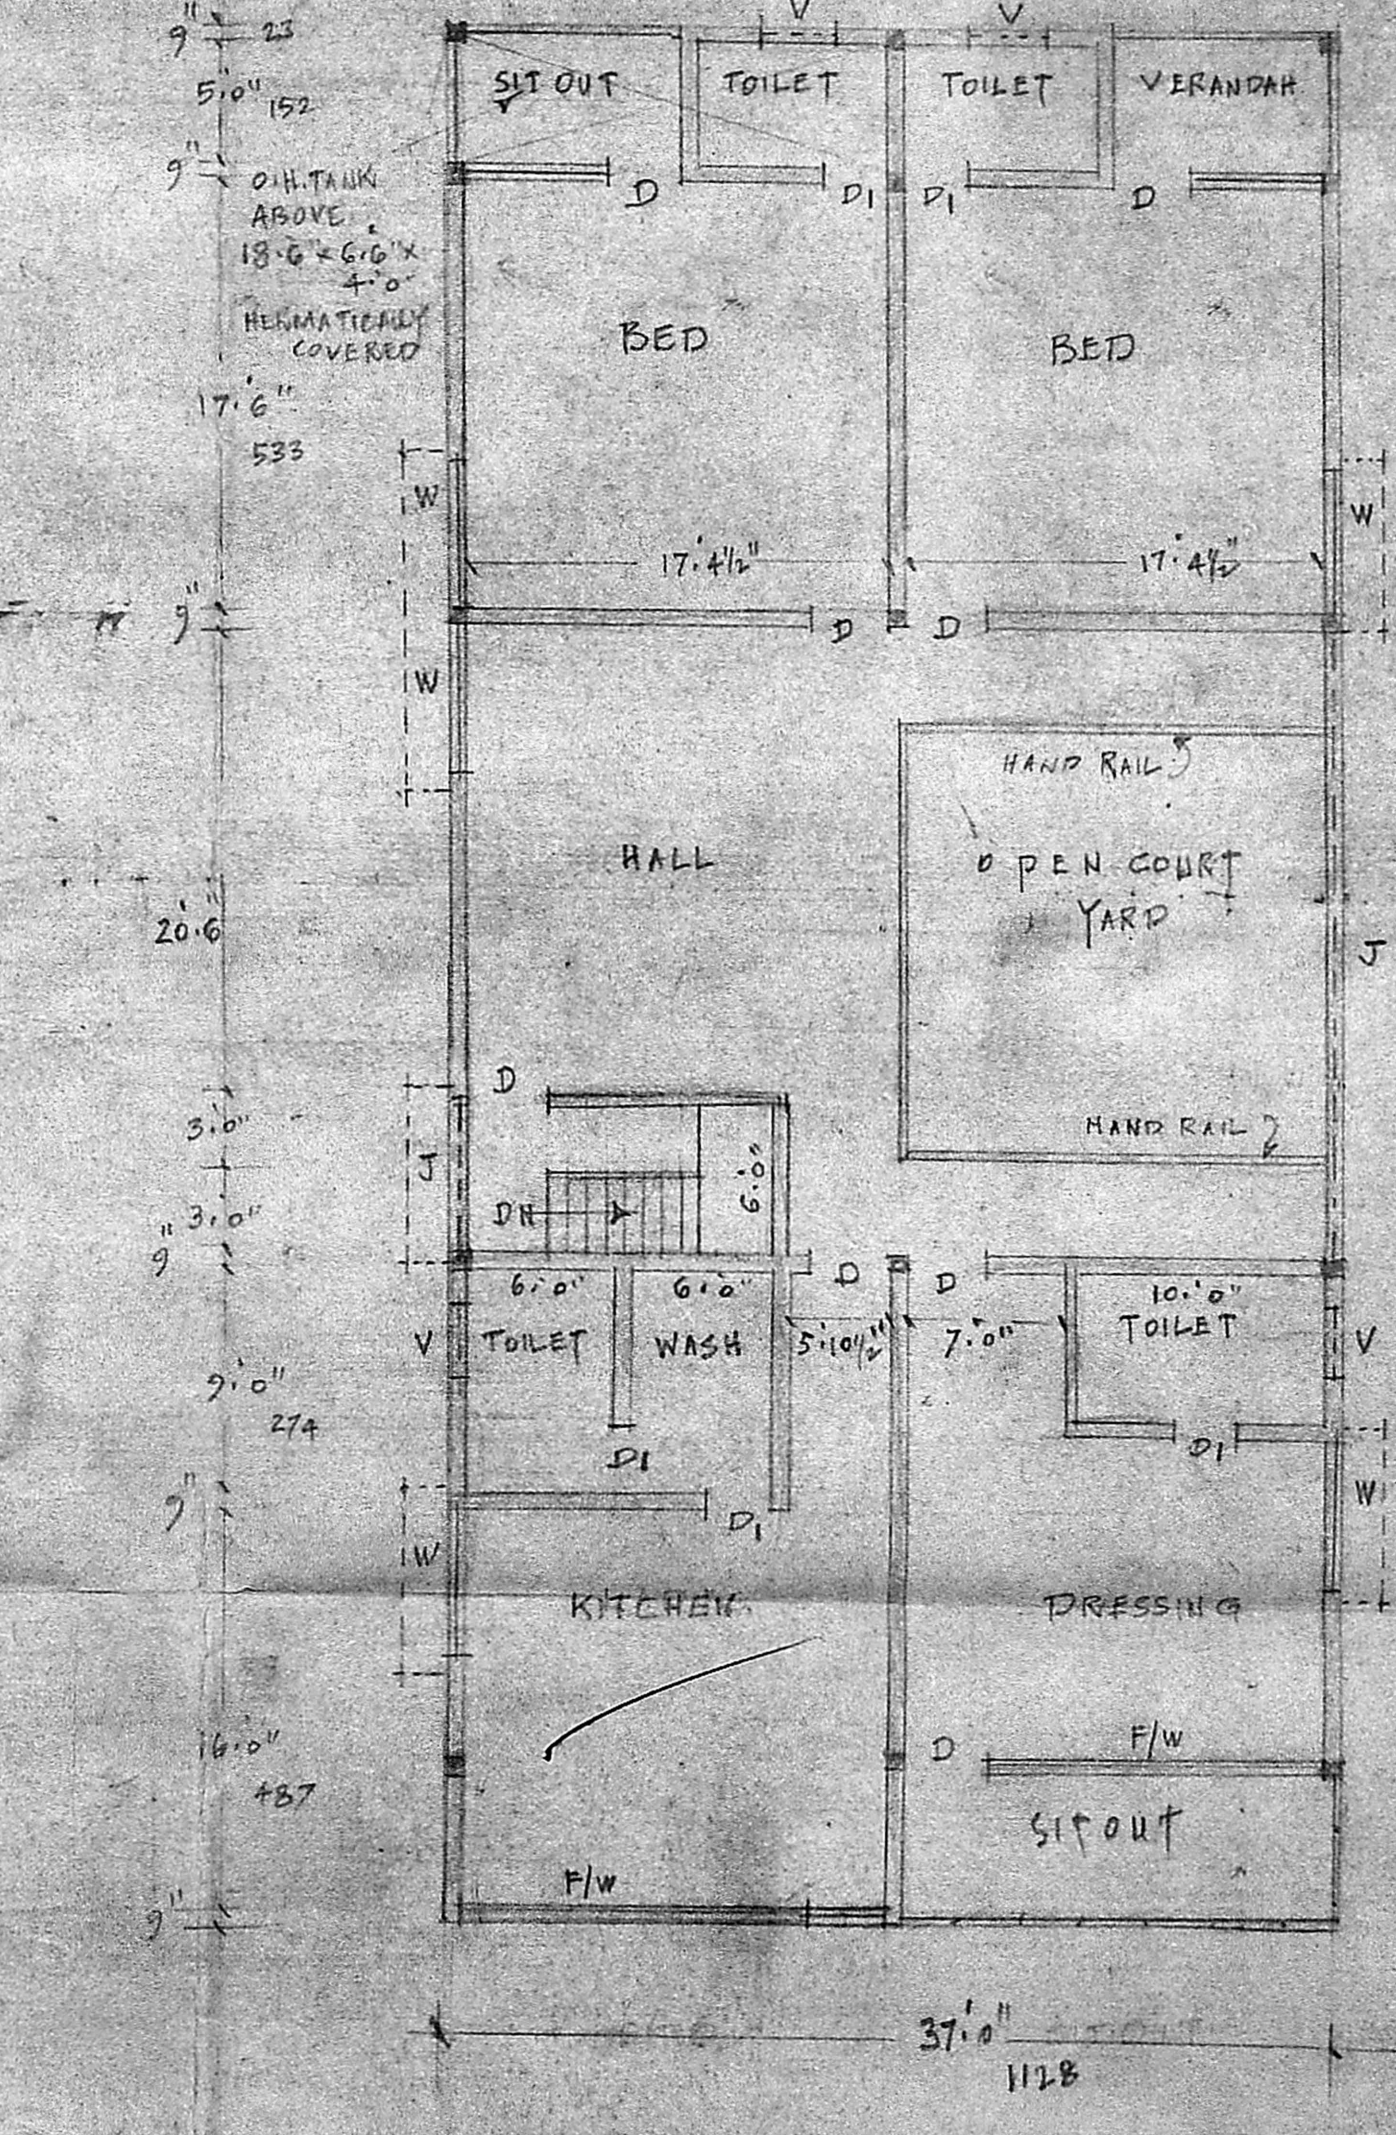 V V
9" 23
5'.0" 152
SIT OUT TOILET TOILET VERANDAH
9"
O.H. TANK
ABOVE
18'.6" x 6'.6" x
4'.0"
HERMATICALLY
COVERED
D D1 D1 D
BED BED
17'.6"
533
W W
17'.4½" 17'.4½"
9"
D D
W
HAND RAIL
HALL
OPEN COURT
YARD
20'.6"
J
D
3'.0"
HAND RAIL
J
6'.0"
3'.0"
DN
9"
D D
6'.0" 6'.0" 10'.0"
V TOILET WASH 5'.10½" 7'.0" TOILET V
9'.0"
274
D1 D1
9" W
D1
W
KITCHEN DRESSING
16'.0" D F/W
487
SITOUT
F/W
9"
37'.0"
1128